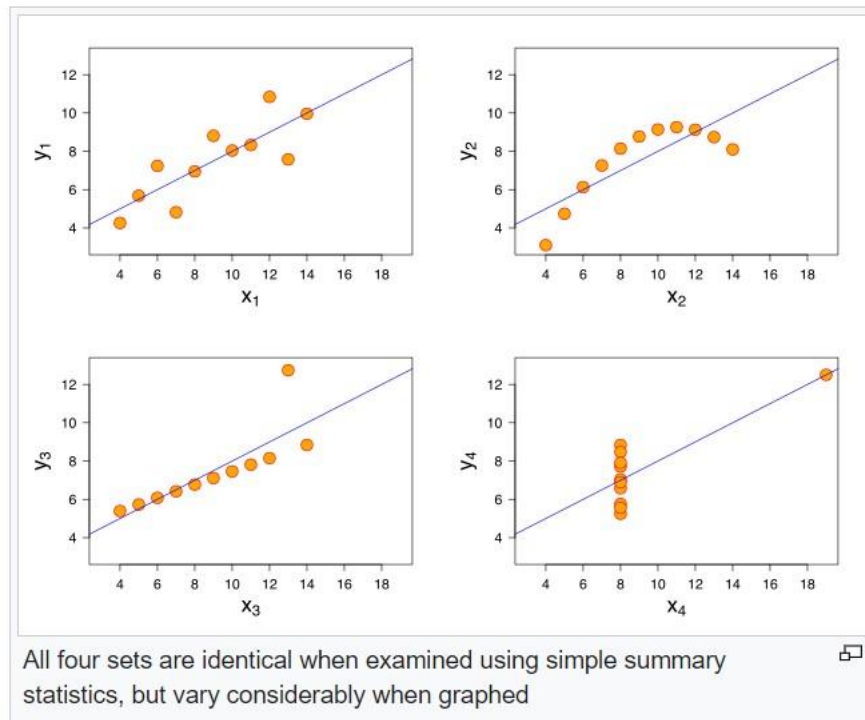 12
10
8
6
4
y1
4 6 8 10 12 14 16 18
x1
12
10
8
6
4
y2
4 6 8 10 12 14 16 18
x2
12
10
8
6
4
y3
4 6 8 10 12 14 16 18
x3
12
10
8
6
4
y4
4 6 8 10 12 14 16 18
x4
All four sets are identical when examined using simple summary
statistics, but vary considerably when graphed